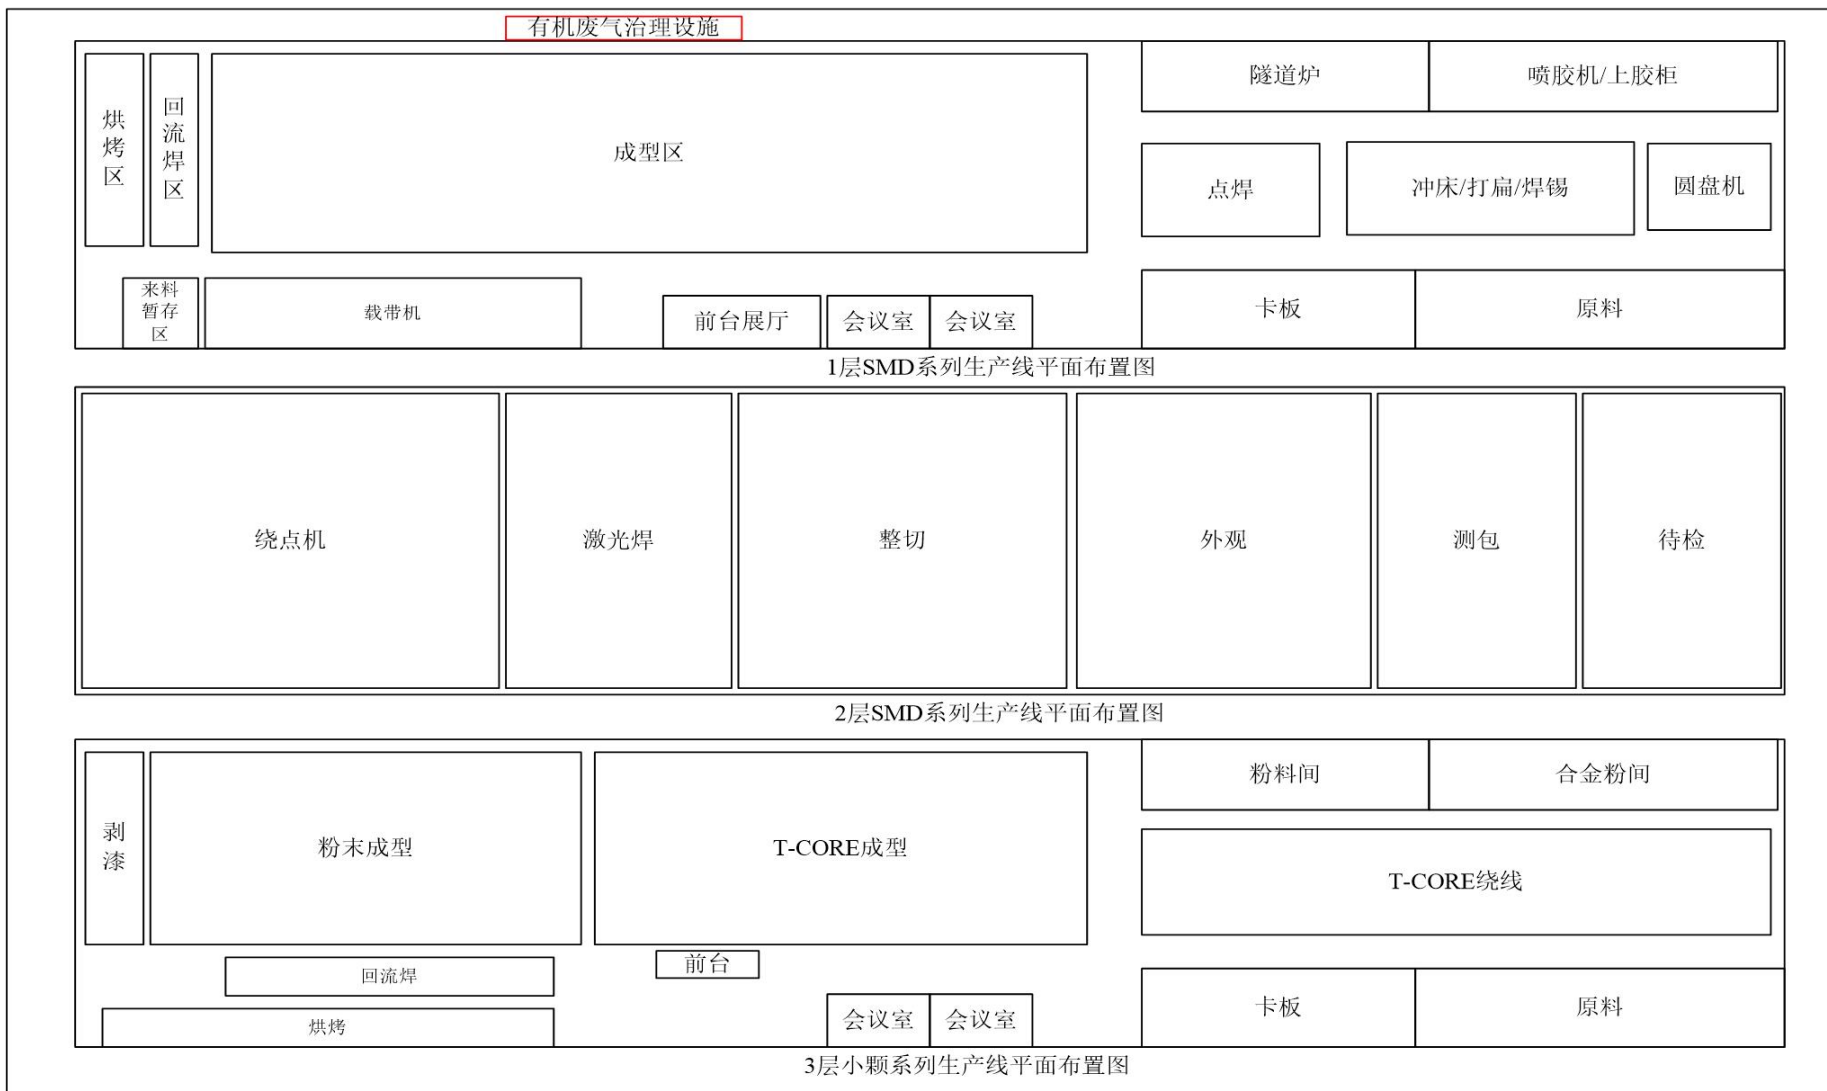 有机废气治理设施
烘
烤
区
回
流
焊
区
成型区
隧道炉
喷胶机/上胶柜
点焊
冲床/打扁/焊锡
圆盘机
来料
暂存
区
载带机
前台展厅
会议室
会议室
卡板
原料
1层SMD系列生产线平面布置图
绕点机
激光焊
整切
外观
测包
待检
2层SMD系列生产线平面布置图
剥
漆
粉末成型
T-CORE成型
粉料间
合金粉间
T-CORE绕线
回流焊
前台
烘烤
会议室
会议室
卡板
原料
3层小颗系列生产线平面布置图